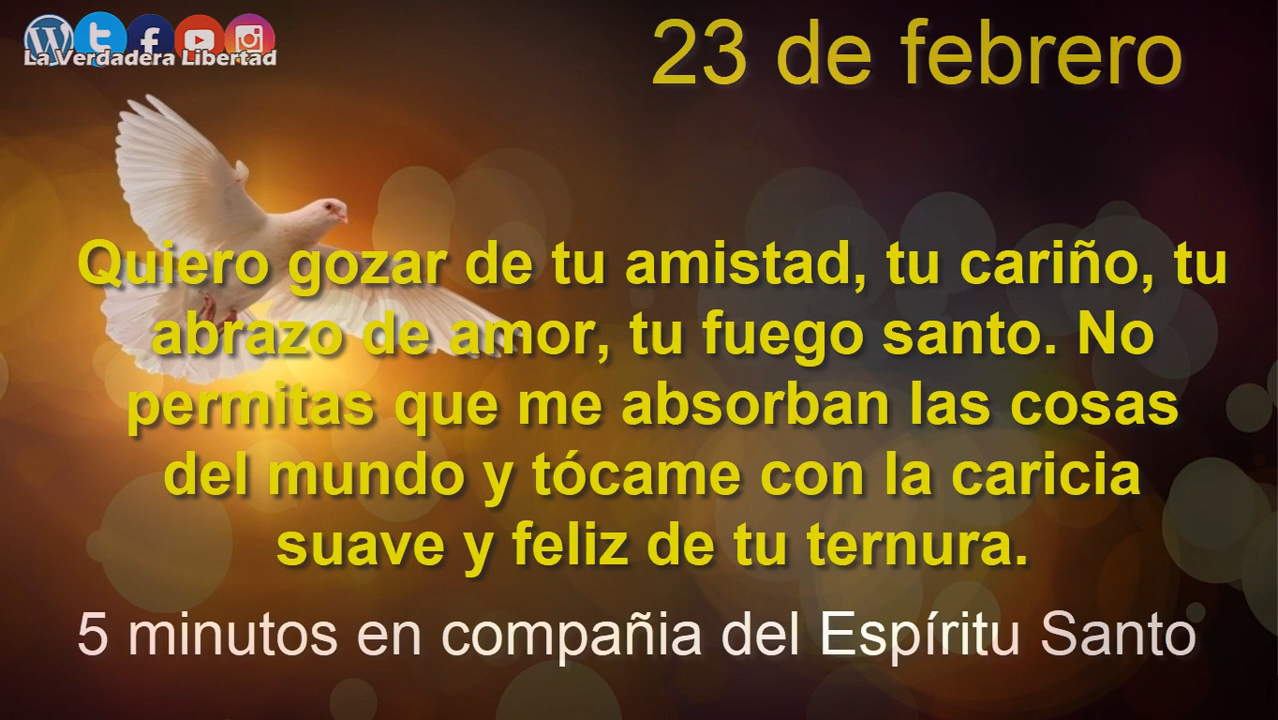 La Verdadera Libertad
23 de febrero
Quiero gozar de tu amistad, tu cariño, tu
abrazo de amor, tu fuego santo. No
permitas que me absorban las cosas
del mundo y tócame con la caricia
suave y feliz de tu ternura.
5 minutos en compañia del Espíritu Santo